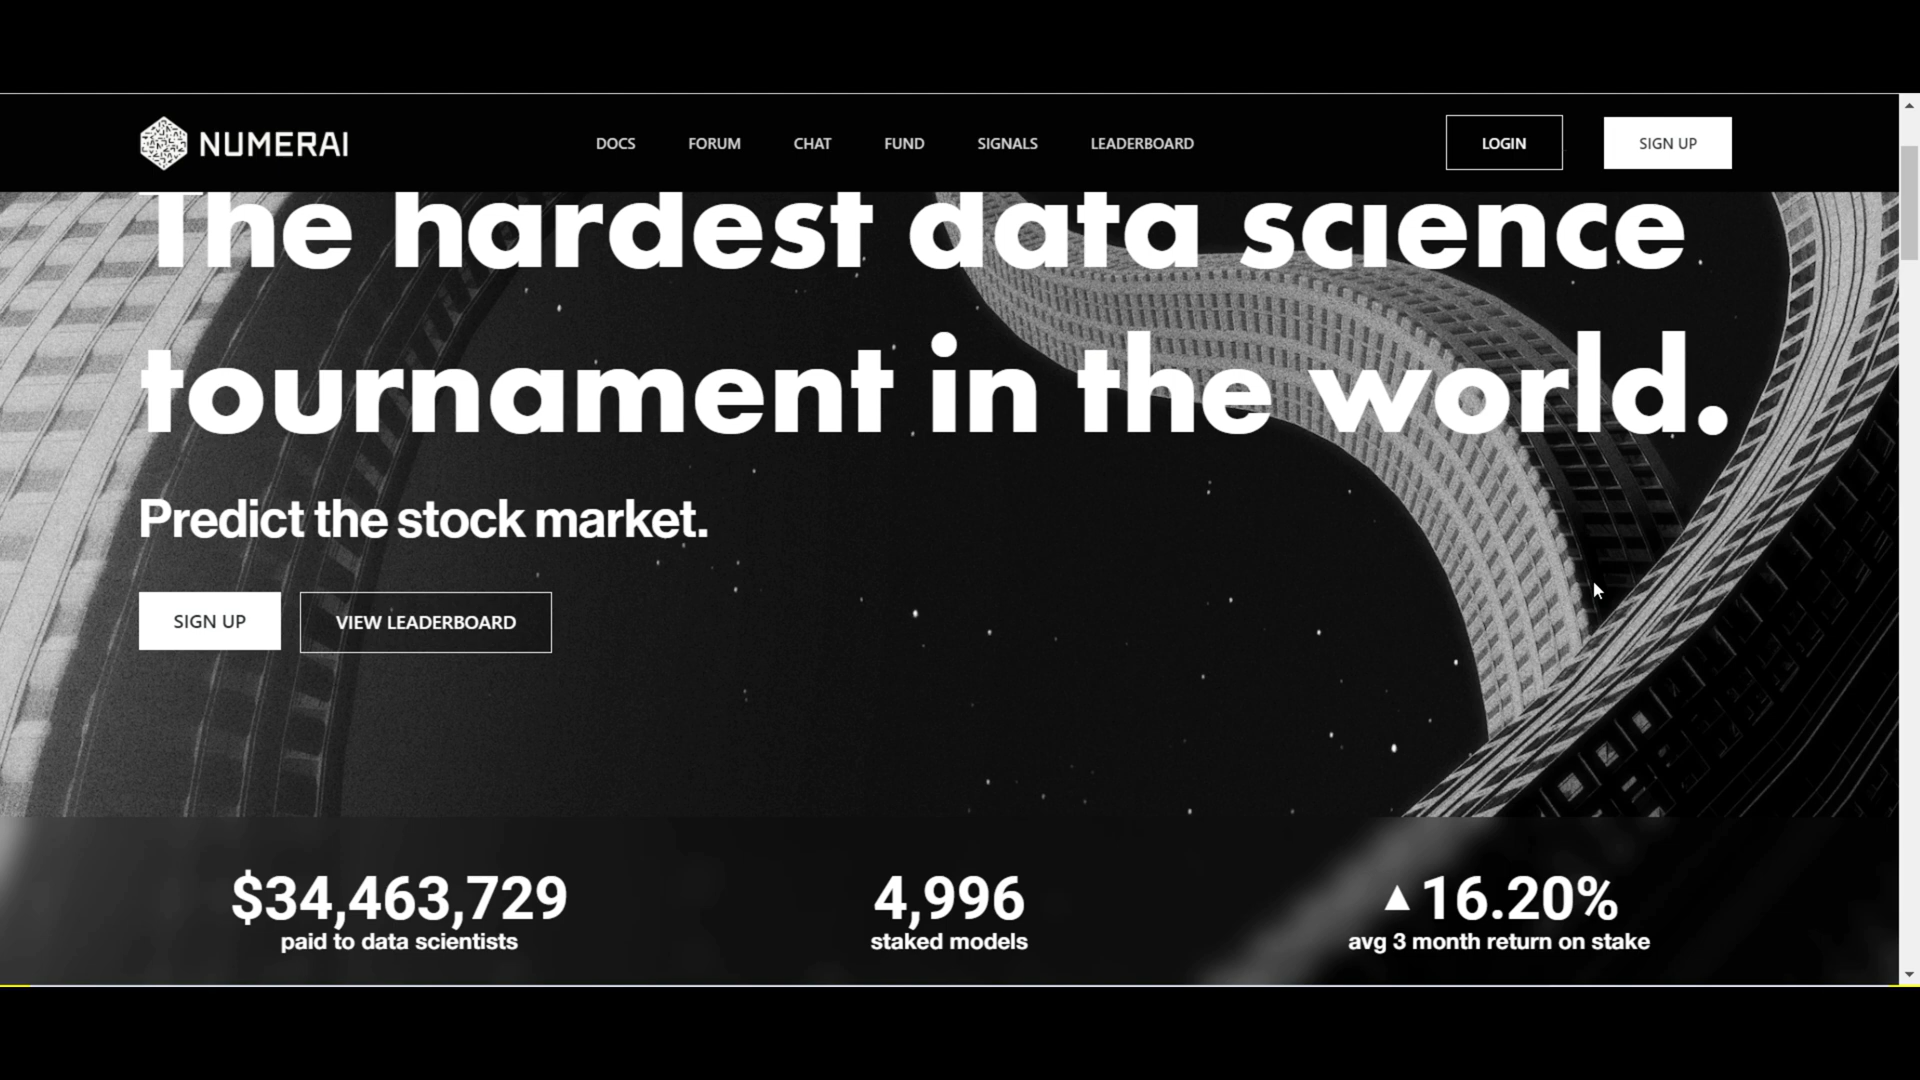 NUMERAI
DOCS FORUM CHAT FUND SIGNALS LEADERBOARD
LOGIN SIGN UP
The hardest data science
tournament in the world.
Predict the stock market.
SIGN UP VIEW LEADERBOARD
$34,463,729 4,996 ▲16.20%
paid to data scientists staked models avg 3 month return on stake